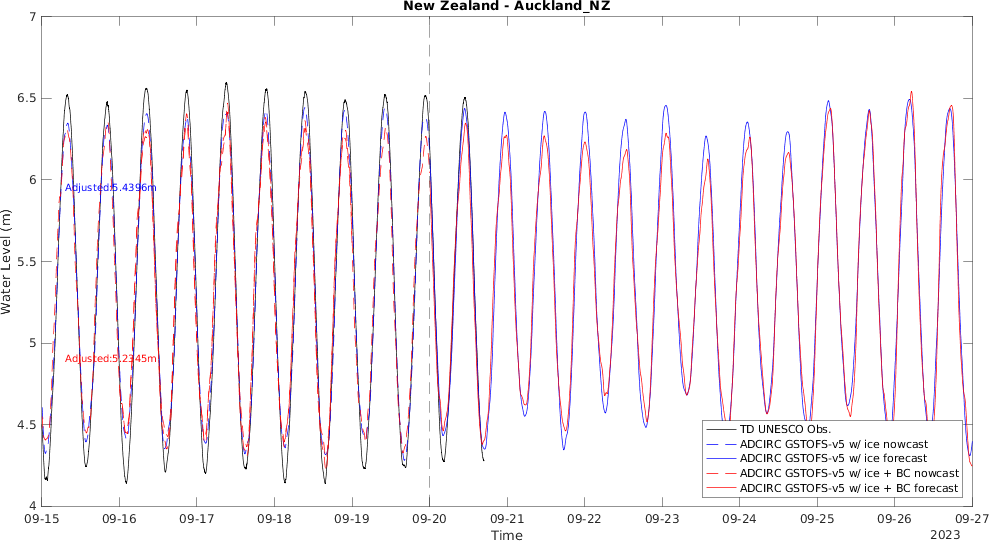 New Zealand - Auckland_NZ
7
6.5
6
5.5
5
4.5
4
Water Level (m)
Adjusted:5.4396m
Adjusted:5.2345m
TD UNESCO Obs.
ADCIRC GSTOFS-v5 w/ ice nowcast
ADCIRC GSTOFS-v5 w/ ice forecast
ADCIRC GSTOFS-v5 w/ ice + BC nowcast
ADCIRC GSTOFS-v5 w/ ice + BC forecast
09-15 09-16 09-17 09-18 09-19 09-20 09-21 09-22 09-23 09-24 09-25 09-26 09-27
Time
2023